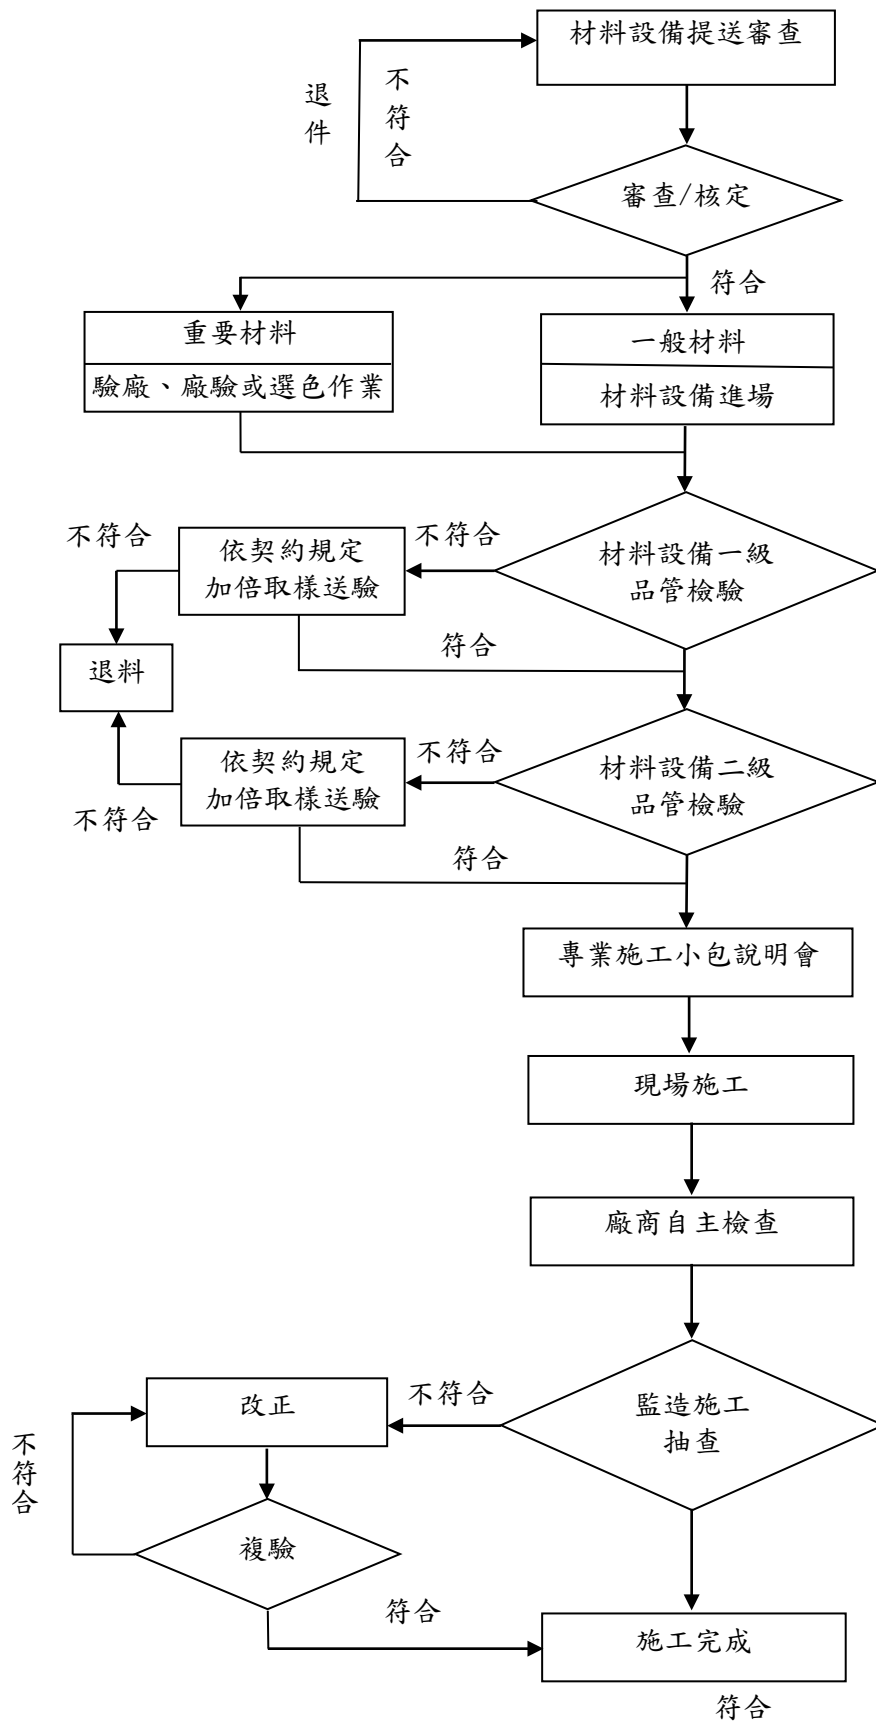 材料設備提送審查
退件
不符合
審查/核定
符合
重要材料
驗廠、廠驗或選色作業
一般材料
材料設備進場
不符合
依契約規定
加倍取樣送驗
不符合
材料設備一級
品管檢驗
符合
退料
依契約規定
加倍取樣送驗
不符合
材料設備二級
品管檢驗
不符合
符合
專業施工小包說明會
現場施工
廠商自主檢查
改正
不符合
監造施工
抽查
不符合
複驗
符合
施工完成
符合